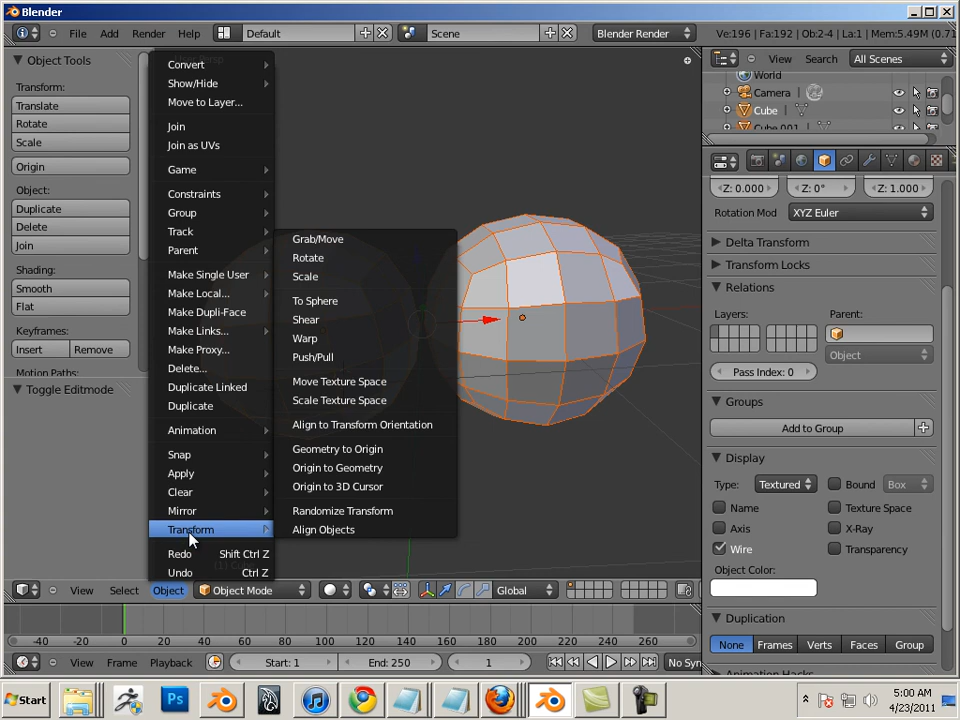 Blender
File
Add
Render
Help
Default
Scene
Blender Render
Ve:196 | Fa:192 | Ob:2-4 | La:1 | Mem:5.49M (0.71
Object Tools
Transform:
Translate
Rotate
Scale
Origin
Object:
Duplicate
Delete
Join
Shading:
Smooth
Flat
Keyframes:
Insert
Remove
Motion Paths:
Toggle Editmode
Convert
Show/Hide
Move to Layer...
Join
Join as UVs
Game
Constraints
Group
Track
Parent
Make Single User
Make Local...
Make Dupli-Face
Make Links...
Make Proxy...
Delete...
Duplicate Linked
Duplicate
Animation
Snap
Apply
Clear
Mirror
Transform
Redo Shift Ctrl Z
Undo Ctrl Z
Grab/Move
Rotate
Scale
To Sphere
Shear
Warp
Push/Pull
Move Texture Space
Scale Texture Space
Align to Transform Orientation
Geometry to Origin
Origin to Geometry
Origin to 3D Cursor
Randomize Transform
Align Objects
View
Search
All Scenes
World
Camera
Cube
Cube.001
Z: 0.000
Z: 0°
Z: 1.000
Rotation Mod
XYZ Euler
Delta Transform
Transform Locks
Relations
Layers:
Parent:
Object
Pass Index: 0
Groups
Add to Group
Display
Type:
Textured
Bound
Box
Name
Texture Space
Axis
X-Ray
Wire
Transparency
Object Color:
Duplication
None
Frames
Verts
Faces
Group
Animation Hacks
View
Select
Object
Object Mode
Global
-40 -20 0 20 40 60 80 100 120 140 160 180 200 220 240 260
View
Frame
Playback
Start: 1
End: 250
1
No Syn
Start
Ps
5:00 AM
4/23/2011